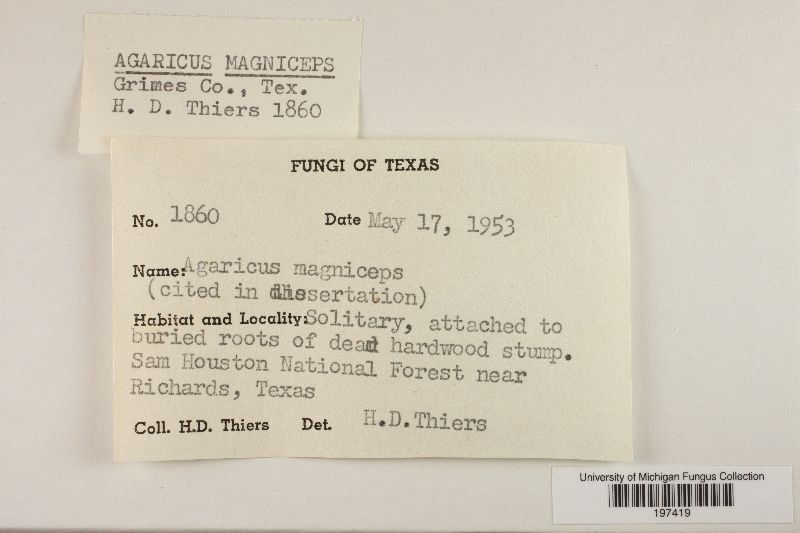 AGARICUS MAGNICEPS
Grimes Co., Tex.
H. D. Thiers 1860
FUNGI OF TEXAS
No. 1860 Date May 17, 1953
Name: Agaricus magniceps
(cited in dissertation)
Habitat and Locality: Solitary, attached to
buried roots of dead hardwood stump.
Sam Houston National Forest near
Richards, Texas
Coll. H.D. Thiers Det. H.D.Thiers
University of Michigan Fungus Collection
197419